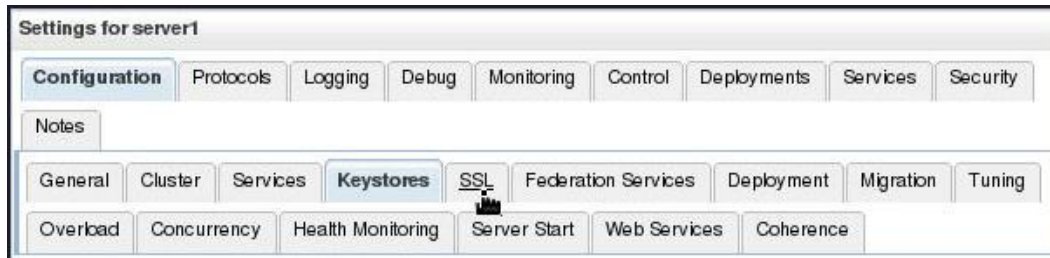 Settings for server1
Configuration Protocols Logging Debug Monitoring Control Deployments Services Security
Notes
General Cluster Services Keystores SSL Federation Services Deployment Migration Tuning
Overload Concurrency Health Monitoring Server Start Web Services Coherence